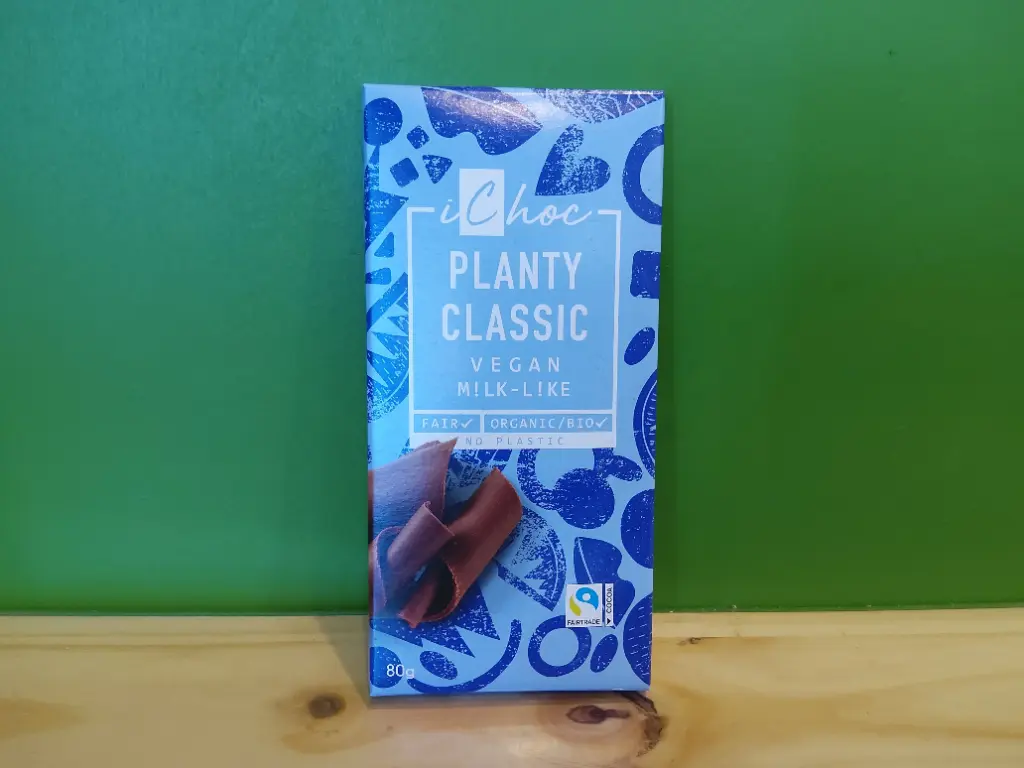 iChoc
PLANTY
CLASSIC
VEGAN
M!LK-L!KE
FAIR✓ ORGANIC/BIO✓
NO PLASTIC
FAIRTRADE
COCOA
80g